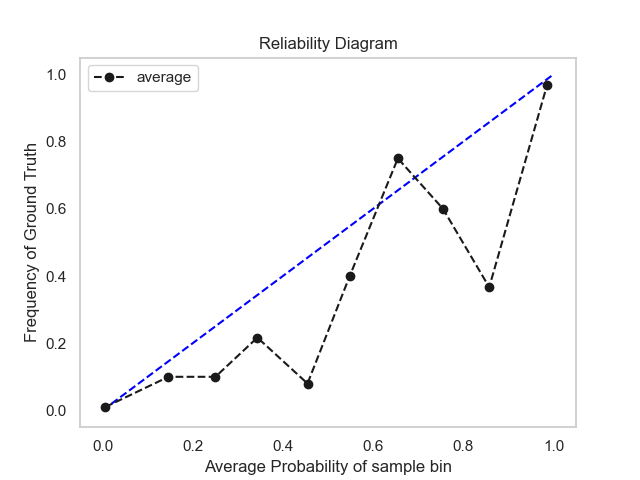 Reliability Diagram
average
Frequency of Ground Truth
1.0
0.8
0.6
0.4
0.2
0.0
0.0 0.2 0.4 0.6 0.8 1.0
Average Probability of sample bin